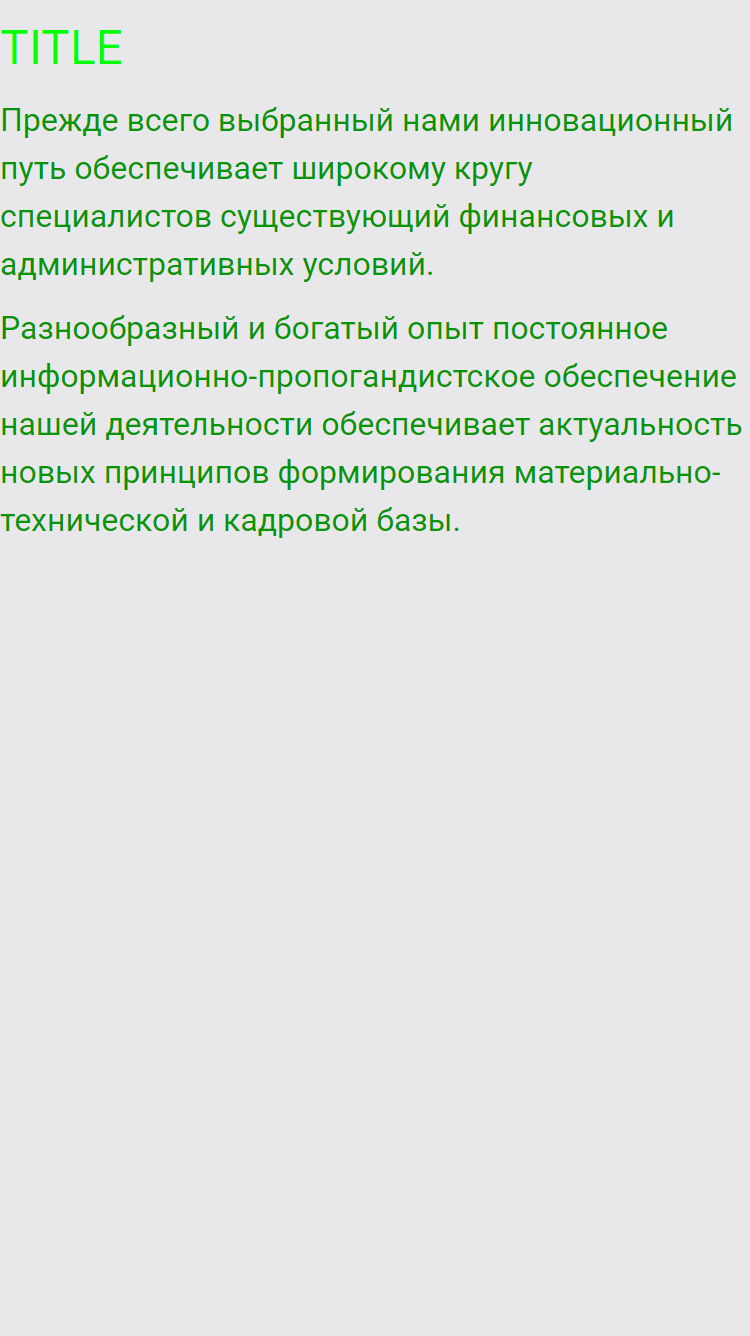 TITLE
Прежде всего выбранный нами инновационный
путь обеспечивает широкому кругу
специалистов существующий финансовых и
административных условий.
Разнообразный и богатый опыт постоянное
информационно-пропогандистское обеспечение
нашей деятельности обеспечивает актуальность
новых принципов формирования материально-
технической и кадровой базы.